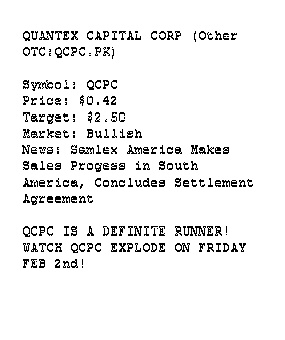 QUANTEX CAPITAL CORP (Other
OTC:QCPC.PK)
Symbol: QCPC
Price: $0.42
Target: $2.50
Market: Bullish
News: Semlex America Makes
Sales Progess in South
America, Concludes Settlement
Agreement
QCPC IS A DEFINITE RUNNER!
WATCH QCPC EXPLODE ON FRIDAY
FEB 2nd!